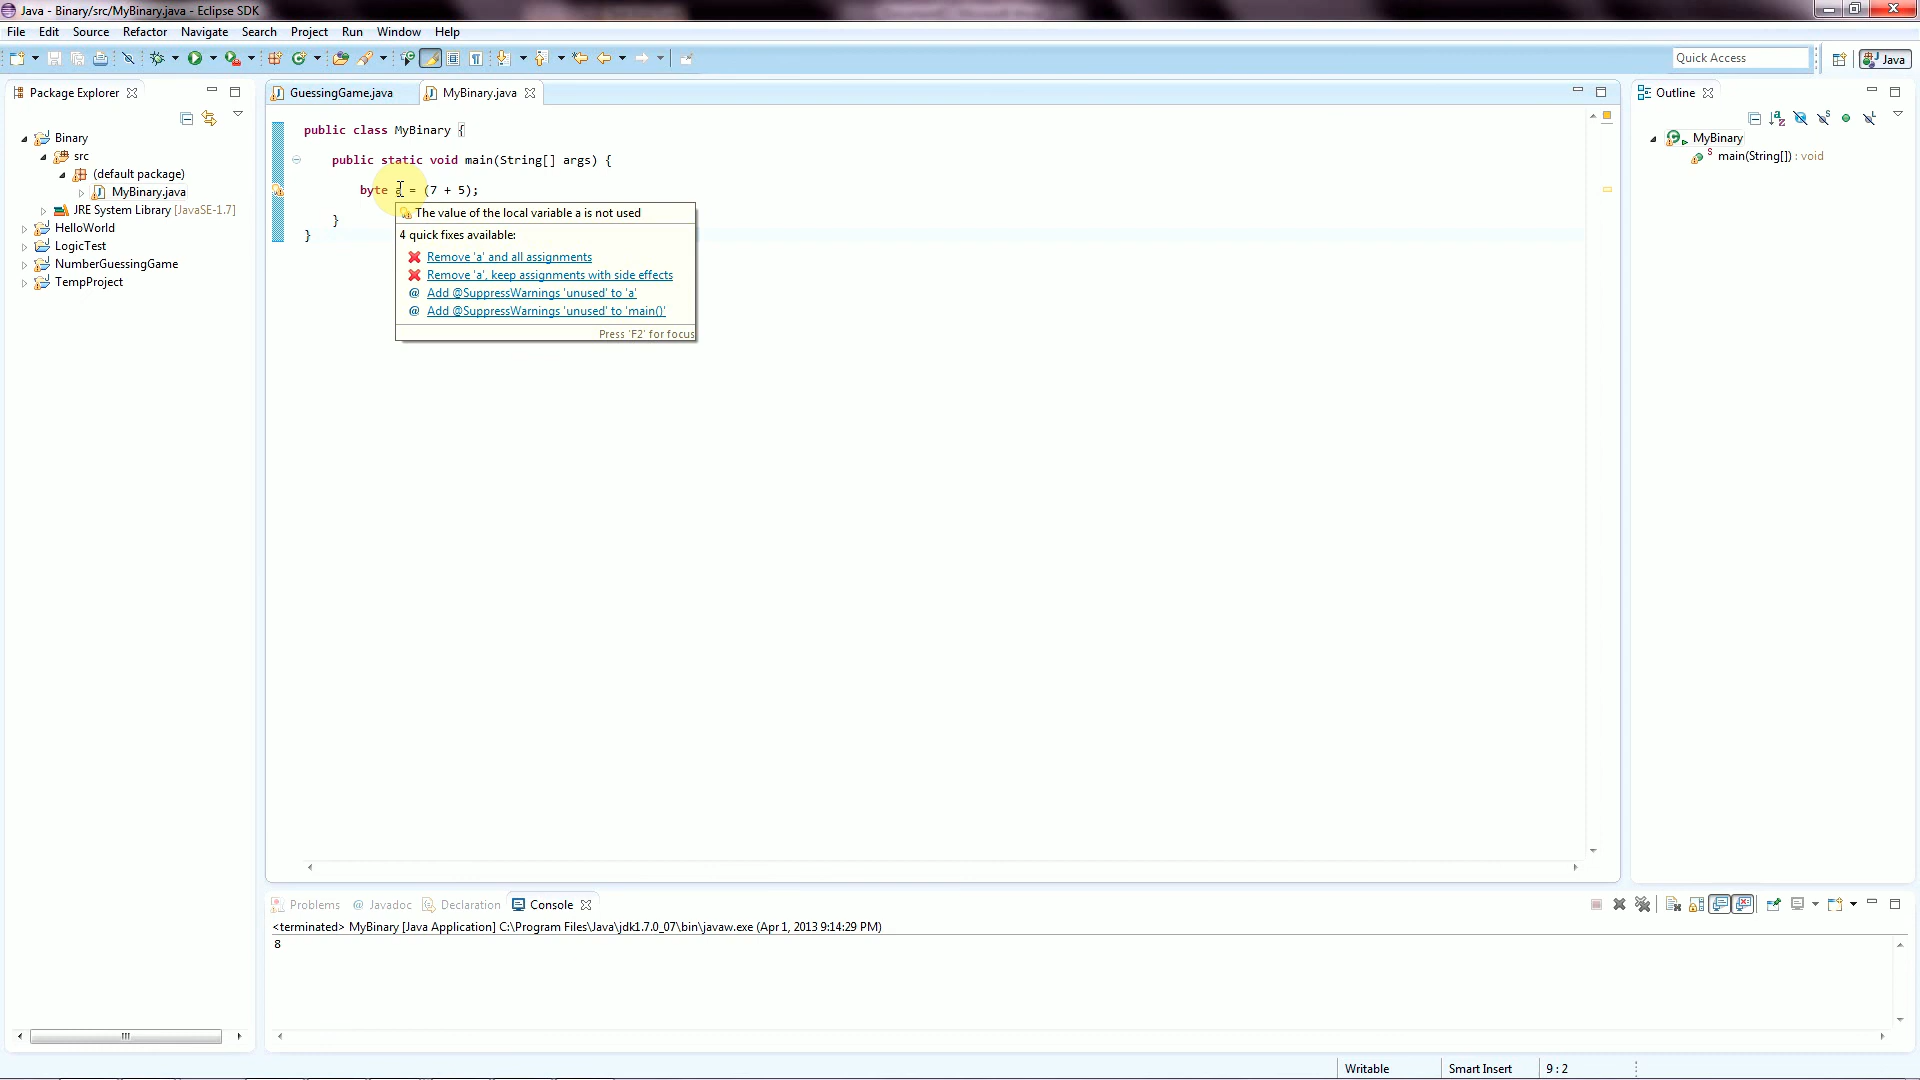 Java - Binary/src/MyBinary.java - Eclipse SDK
File Edit Source Refactor Navigate Search Project Run Window Help
Quick Access
Java
Package Explorer
Binary
src
(default package)
MyBinary.java
JRE System Library [JavaSE-1.7]
HelloWorld
LogicTest
NumberGuessingGame
TempProject
GuessingGame.java
MyBinary.java
public class MyBinary {
public static void main(String[] args) {
byte a = (7 + 5);
}
}
The value of the local variable a is not used
4 quick fixes available:
Remove 'a' and all assignments
Remove 'a', keep assignments with side effects
@ Add @SuppressWarnings 'unused' to 'a'
@ Add @SuppressWarnings 'unused' to 'main()'
Press 'F2' for focus
Outline
MyBinary
S main(String[]) : void
Problems @ Javadoc Declaration Console
<terminated> MyBinary [Java Application] C:\Program Files\Java\jdk1.7.0_07\bin\javaw.exe (Apr 1, 2013 9:14:29 PM)
8
Writable Smart Insert 9 : 2